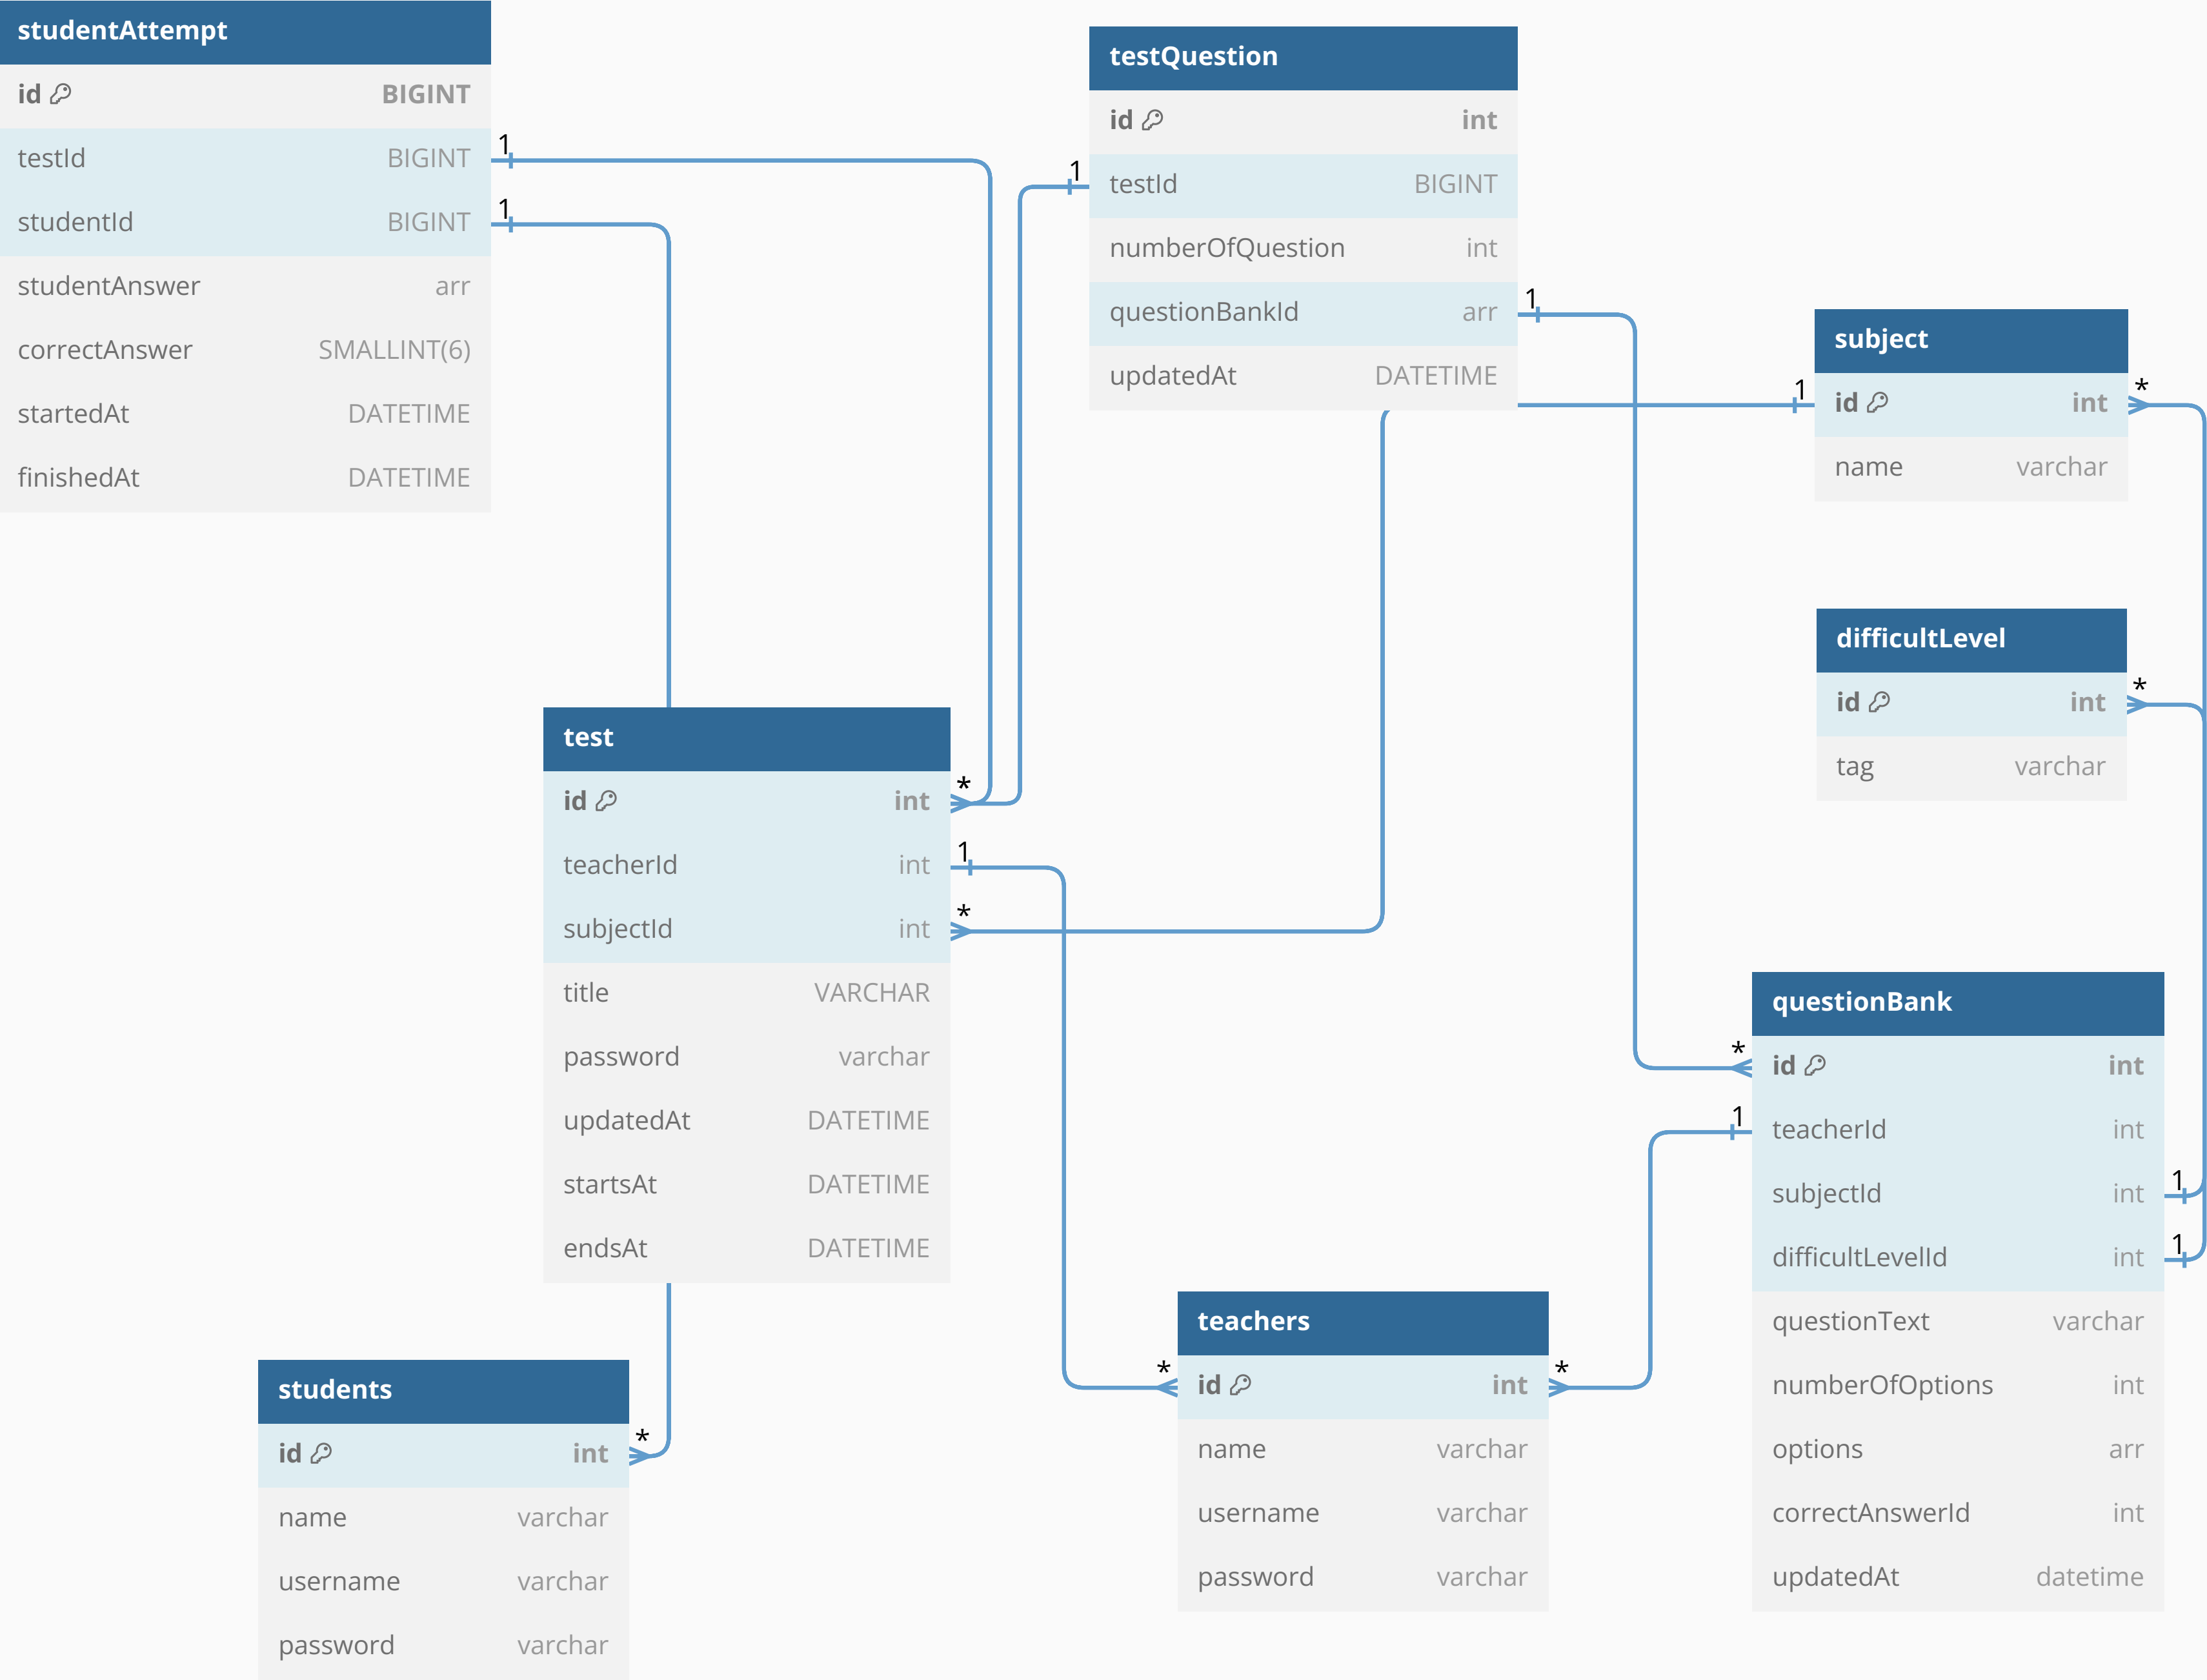 studentAttempt
id BIGINT
testId BIGINT
studentId BIGINT
studentAnswer arr
correctAnswer SMALLINT(6)
startedAt DATETIME
finishedAt DATETIME
1
1
testQuestion
id int
testId BIGINT
numberOfQuestion int
questionBankId arr
updatedAt DATETIME
1
1
subject
id int
name varchar
1
*
difficultLevel
id int
tag varchar
*
test
id int
teacherId int
subjectId int
title VARCHAR
password varchar
updatedAt DATETIME
startsAt DATETIME
endsAt DATETIME
*
1
*
questionBank
id int
teacherId int
subjectId int
difficultLevelId int
questionText varchar
numberOfOptions int
options arr
correctAnswerId int
updatedAt datetime
*
1
1
1
teachers
id int
name varchar
username varchar
password varchar
*
*
students
id int
name varchar
username varchar
password varchar
*